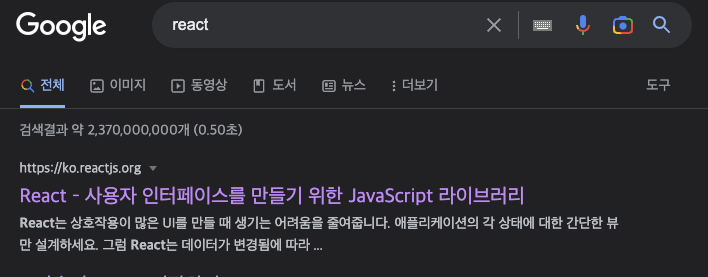 Google
react
전체
이미지
동영상
도서
뉴스
더보기
도구
검색결과 약 2,370,000,000개 (0.50초)
https://ko.reactjs.org
React - 사용자 인터페이스를 만들기 위한 JavaScript 라이브러리
React는 상호작용이 많은 UI를 만들 때 생기는 어려움을 줄여줍니다. 애플리케이션의 각 상태에 대한 간단한 뷰
만 설계하세요. 그럼 React는 데이터가 변경됨에 따라 ...